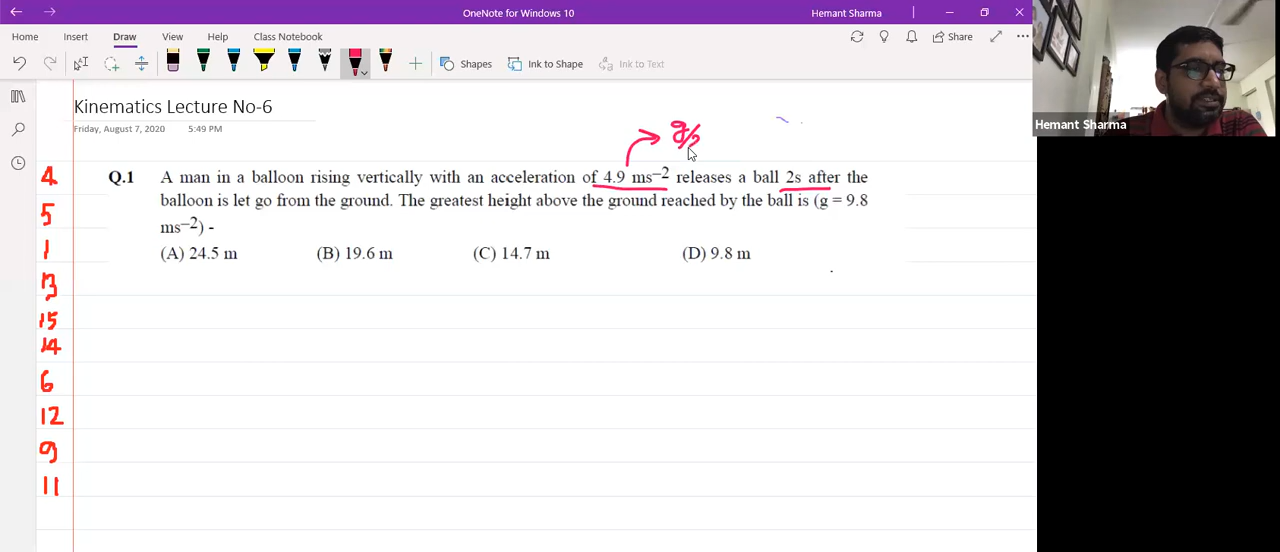 OneNote for Windows 10
Hemant Sharma
Home Insert Draw View Help Class Notebook
Share
Shapes Ink to Shape Ink to Text
Kinematics Lecture No-6
Friday, August 7, 2020 5:49 PM
Hemant Sharma
g/2
Q.1 A man in a balloon rising vertically with an acceleration of 4.9 ms⁻² releases a ball 2s after the
balloon is let go from the ground. The greatest height above the ground reached by the ball is (g = 9.8
ms⁻²) -
(A) 24.5 m (B) 19.6 m (C) 14.7 m (D) 9.8 m
4
5
1
13
15
14
6
12
9
11